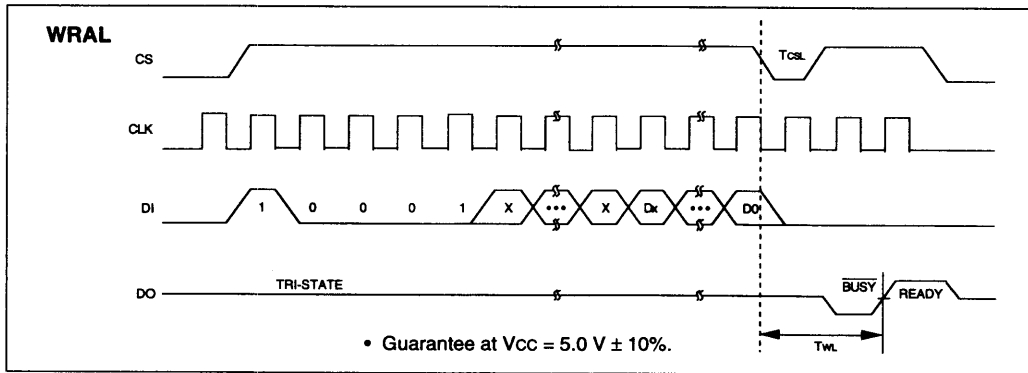 WRAL
CS
TCSL
CLK
DI 1 0 0 0 1 X ••• X Dx ••• D0
DO TRI-STATE BUSY READY
TWL
• Guarantee at VCC = 5.0 V ± 10%.